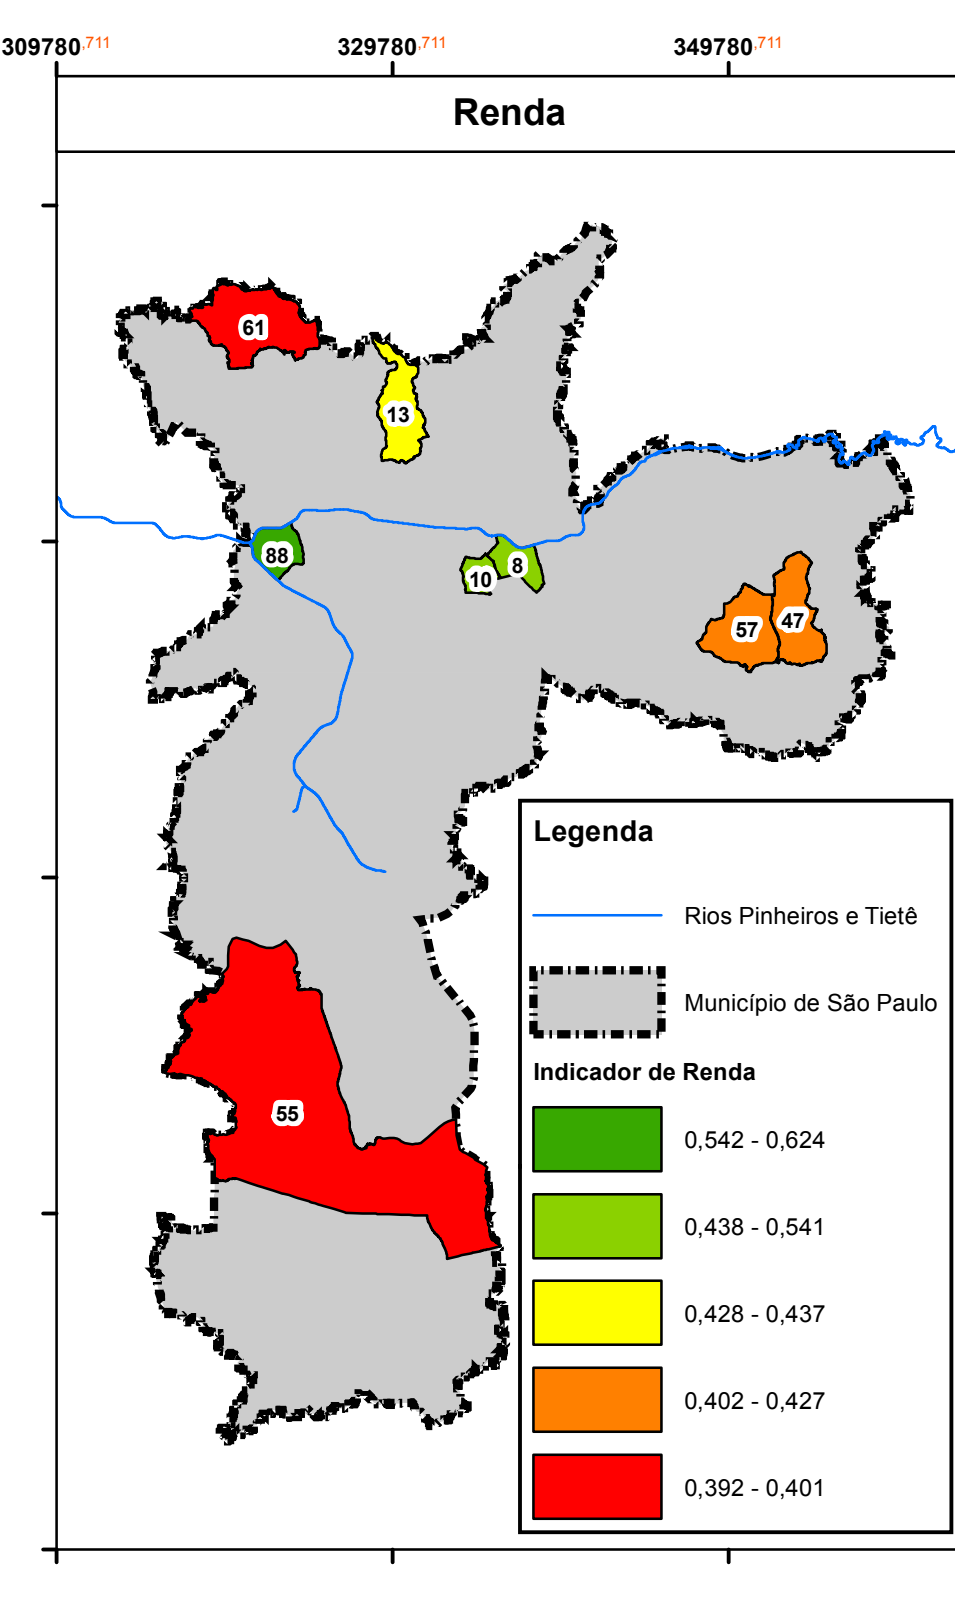 309780,711 329780,711 349780,711
Renda
61
13
88
8
10
47
57
55
Legenda
Rios Pinheiros e Tietê
Município de São Paulo
Indicador de Renda
0,542 - 0,624
0,438 - 0,541
0,428 - 0,437
0,402 - 0,427
0,392 - 0,401